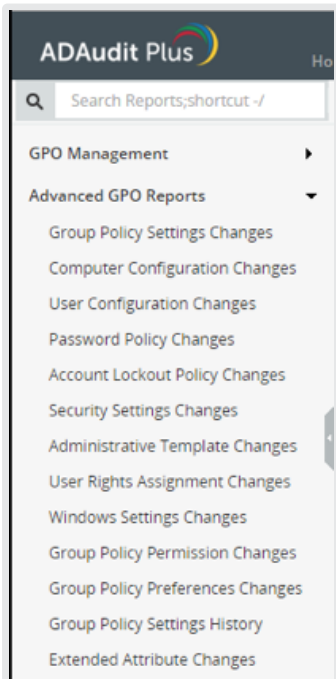 ADAudit Plus
Ho
Search Reports;shortcut -/
GPO Management
Advanced GPO Reports
Group Policy Settings Changes
Computer Configuration Changes
User Configuration Changes
Password Policy Changes
Account Lockout Policy Changes
Security Settings Changes
Administrative Template Changes
User Rights Assignment Changes
Windows Settings Changes
Group Policy Permission Changes
Group Policy Preferences Changes
Group Policy Settings History
Extended Attribute Changes